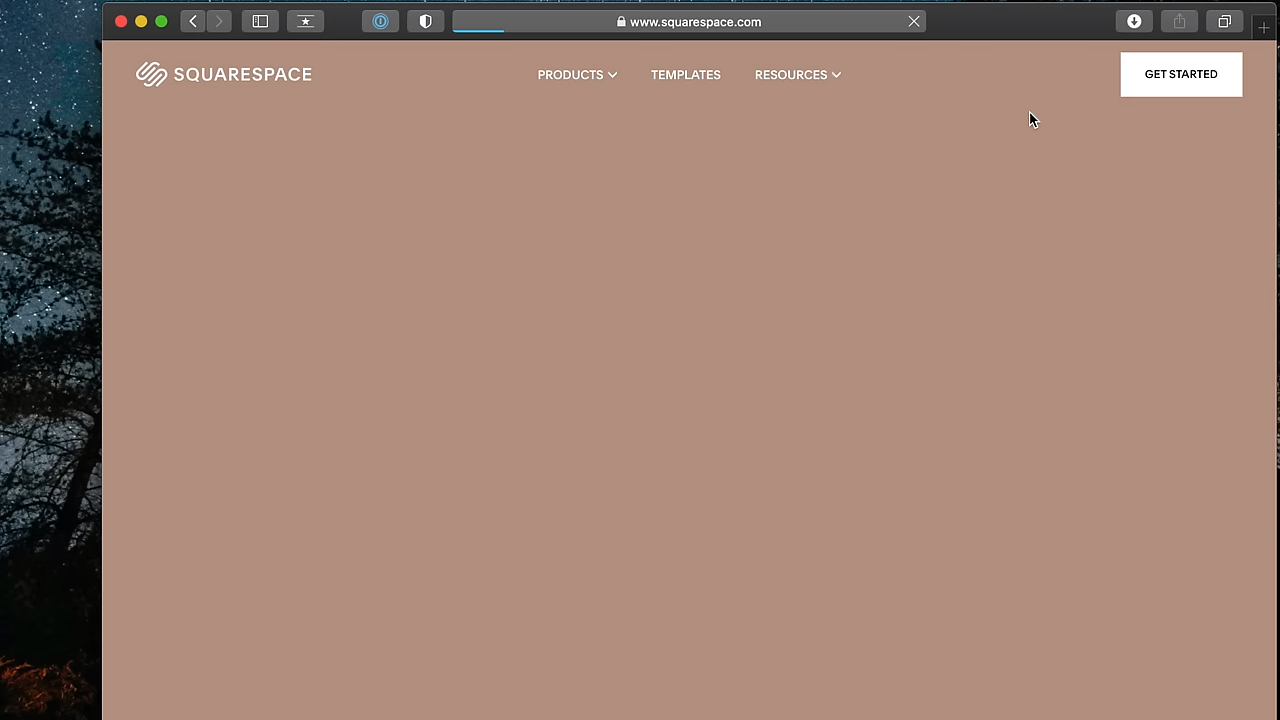 www.squarespace.com
SQUARESPACE
PRODUCTS
TEMPLATES
RESOURCES
GET STARTED